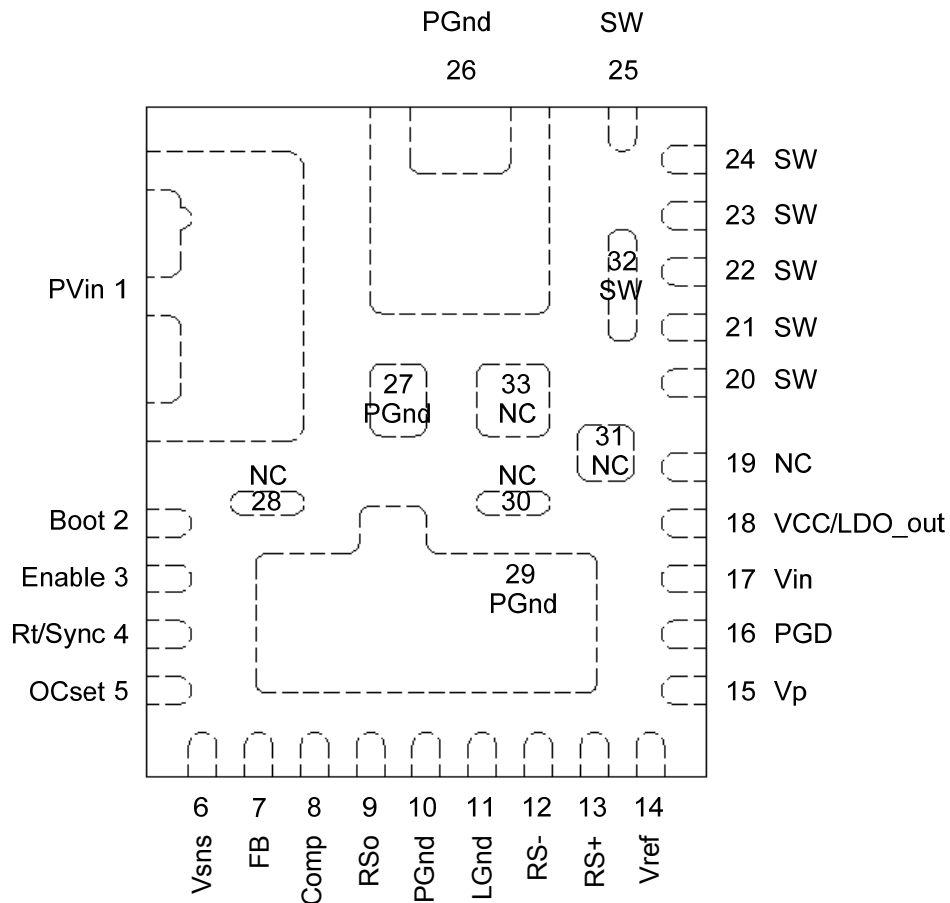 PGnd SW
26 25
24 SW
23 SW
32
SW
22 SW
PVin 1
21 SW
27
PGnd
33
NC
20 SW
31
NC
19 NC
NC
28
NC
30
Boot 2
18 VCC/LDO_out
Enable 3
29
PGnd
17 Vin
Rt/Sync 4
16 PGD
OCset 5
15 Vp
6 7 8 9 10 11 12 13 14
Vsns FB Comp RSo PGnd LGnd RS- RS+ Vref